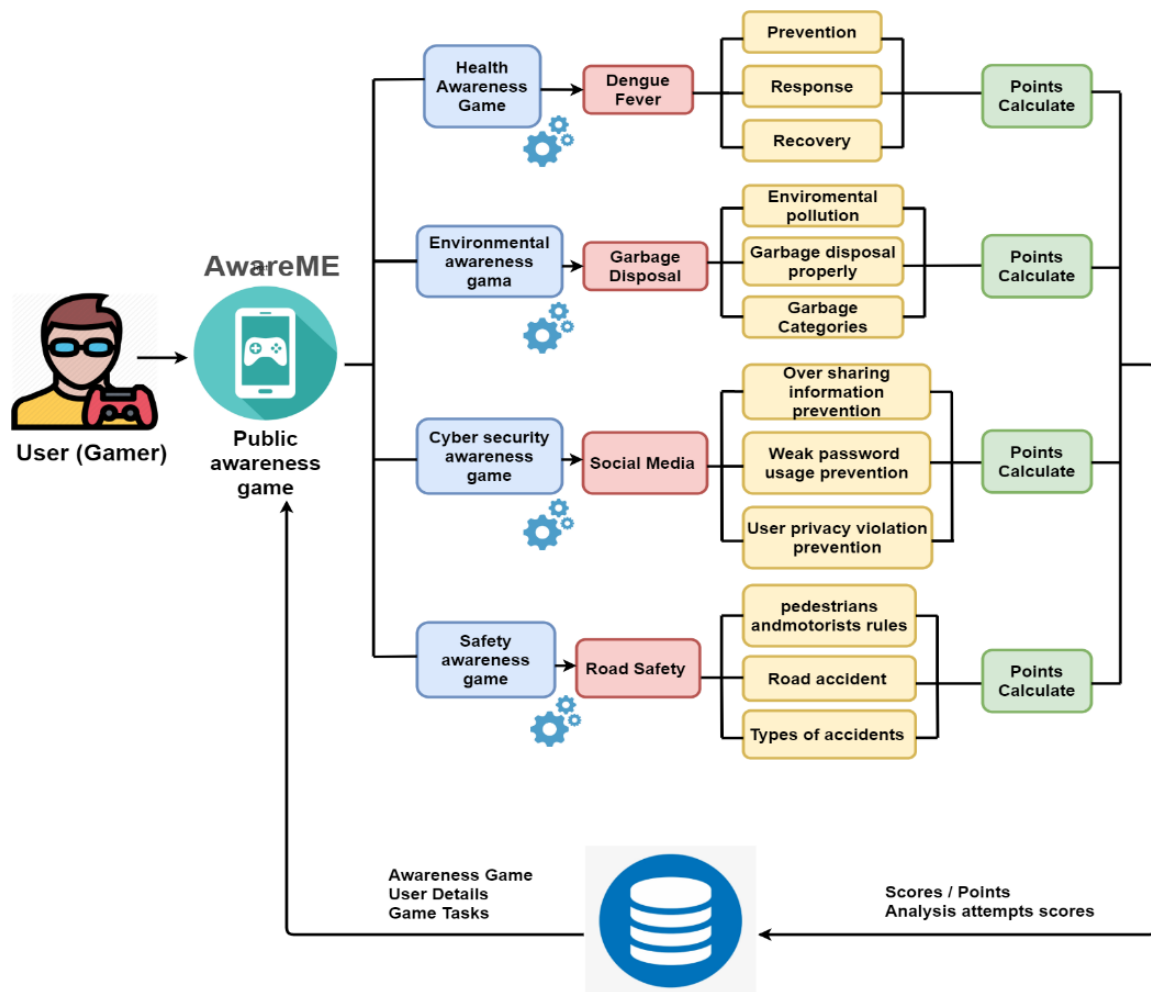 Health
Awareness
Game
Dengue
Fever
Prevention
Response
Recovery
Points
Calculate
Environmental
awareness
gama
Garbage
Disposal
Enviromental
pollution
Garbage disposal
properly
Garbage
Categories
Points
Calculate
AwareME
User (Gamer)
Public
awareness
game
Cyber security
awareness
game
Social Media
Over sharing
information
prevention
Weak password
usage prevention
User privacy violation
prevention
Points
Calculate
Safety
awareness
game
Road Safety
pedestrians
andmotorists rules
Road accident
Types of accidents
Points
Calculate
Awareness Game
User Details
Game Tasks
Scores / Points
Analysis attempts scores